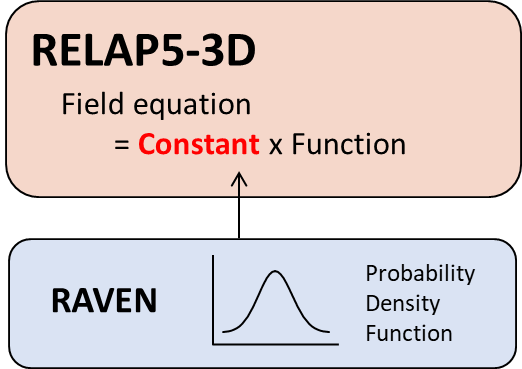 RELAP5-3D
Field equation
= Constant x Function
RAVEN
Probability
Density
Function